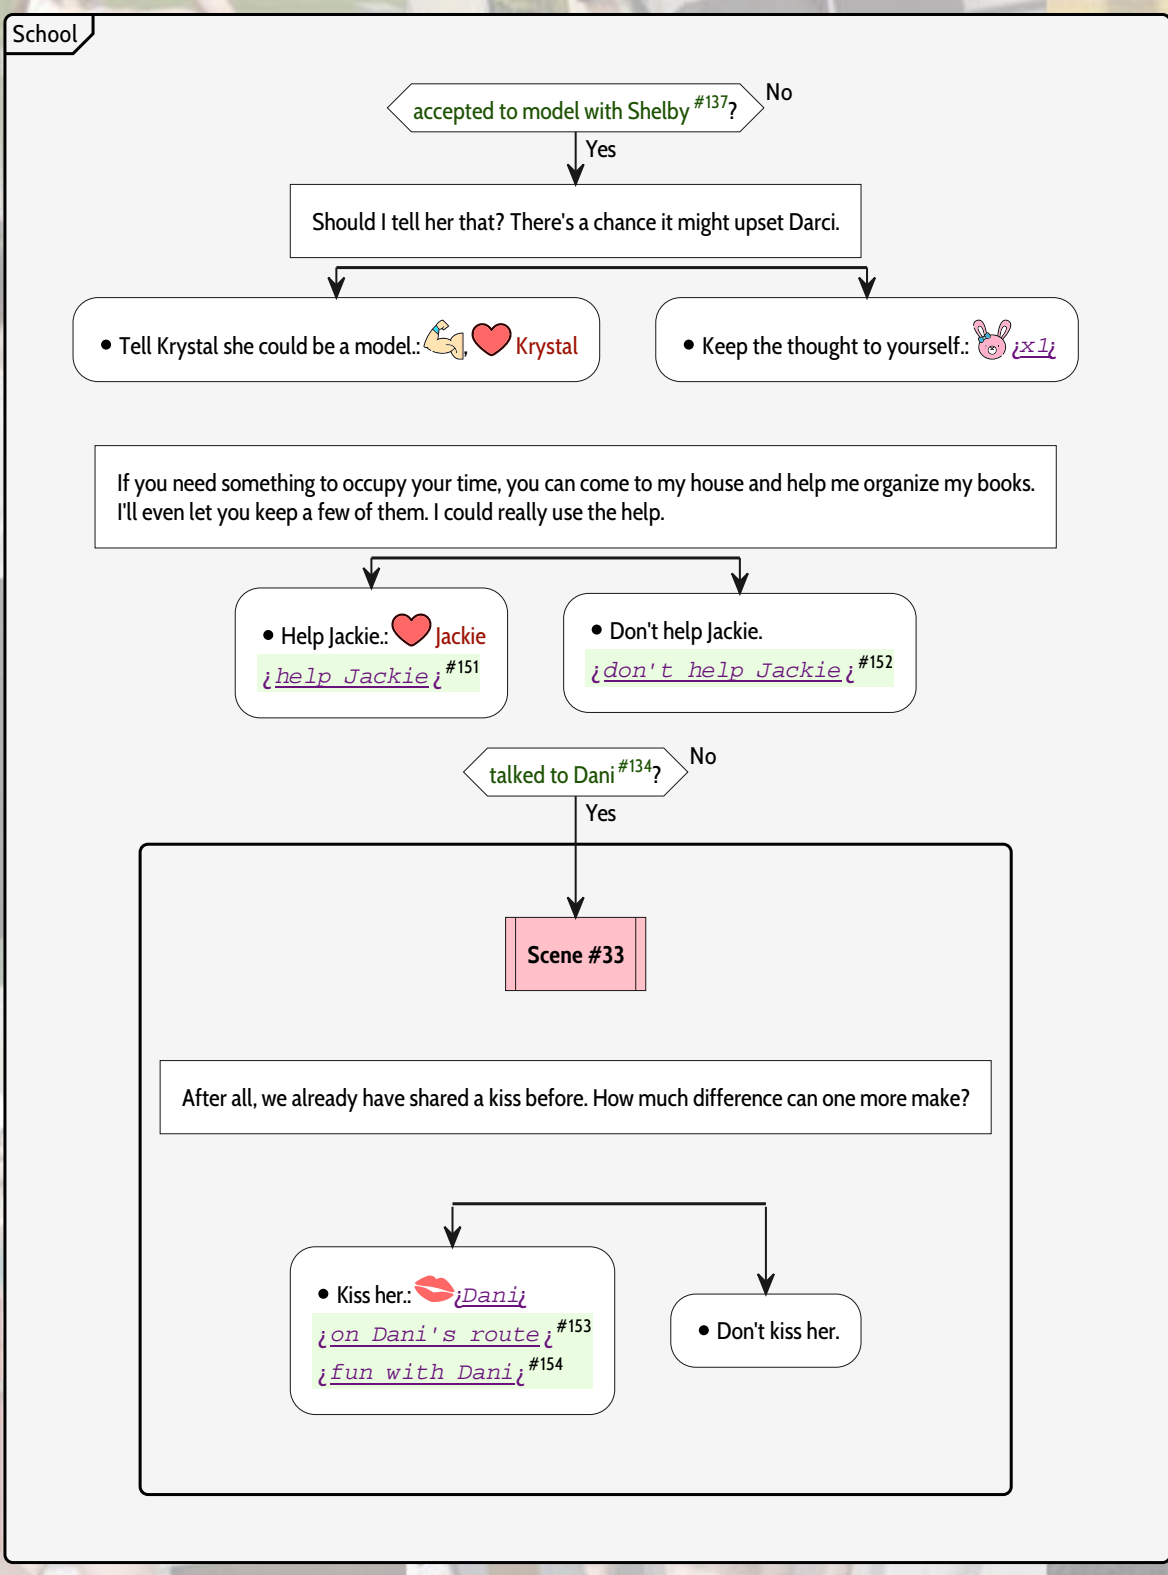 School
accepted to model with Shelby #137?
No
Yes
Should I tell her that? There's a chance it might upset Darci.
• Tell Krystal she could be a model.: , Krystal
• Keep the thought to yourself.: ¿x1¿
If you need something to occupy your time, you can come to my house and help me organize my books.
I'll even let you keep a few of them. I could really use the help.
• Help Jackie.: Jackie
¿help Jackie¿ #151
• Don't help Jackie.
¿don't help Jackie¿ #152
talked to Dani #134?
No
Yes
Scene #33
After all, we already have shared a kiss before. How much difference can one more make?
• Kiss her.: ¿Dani¿
¿on Dani's route¿ #153
¿fun with Dani¿ #154
• Don't kiss her.